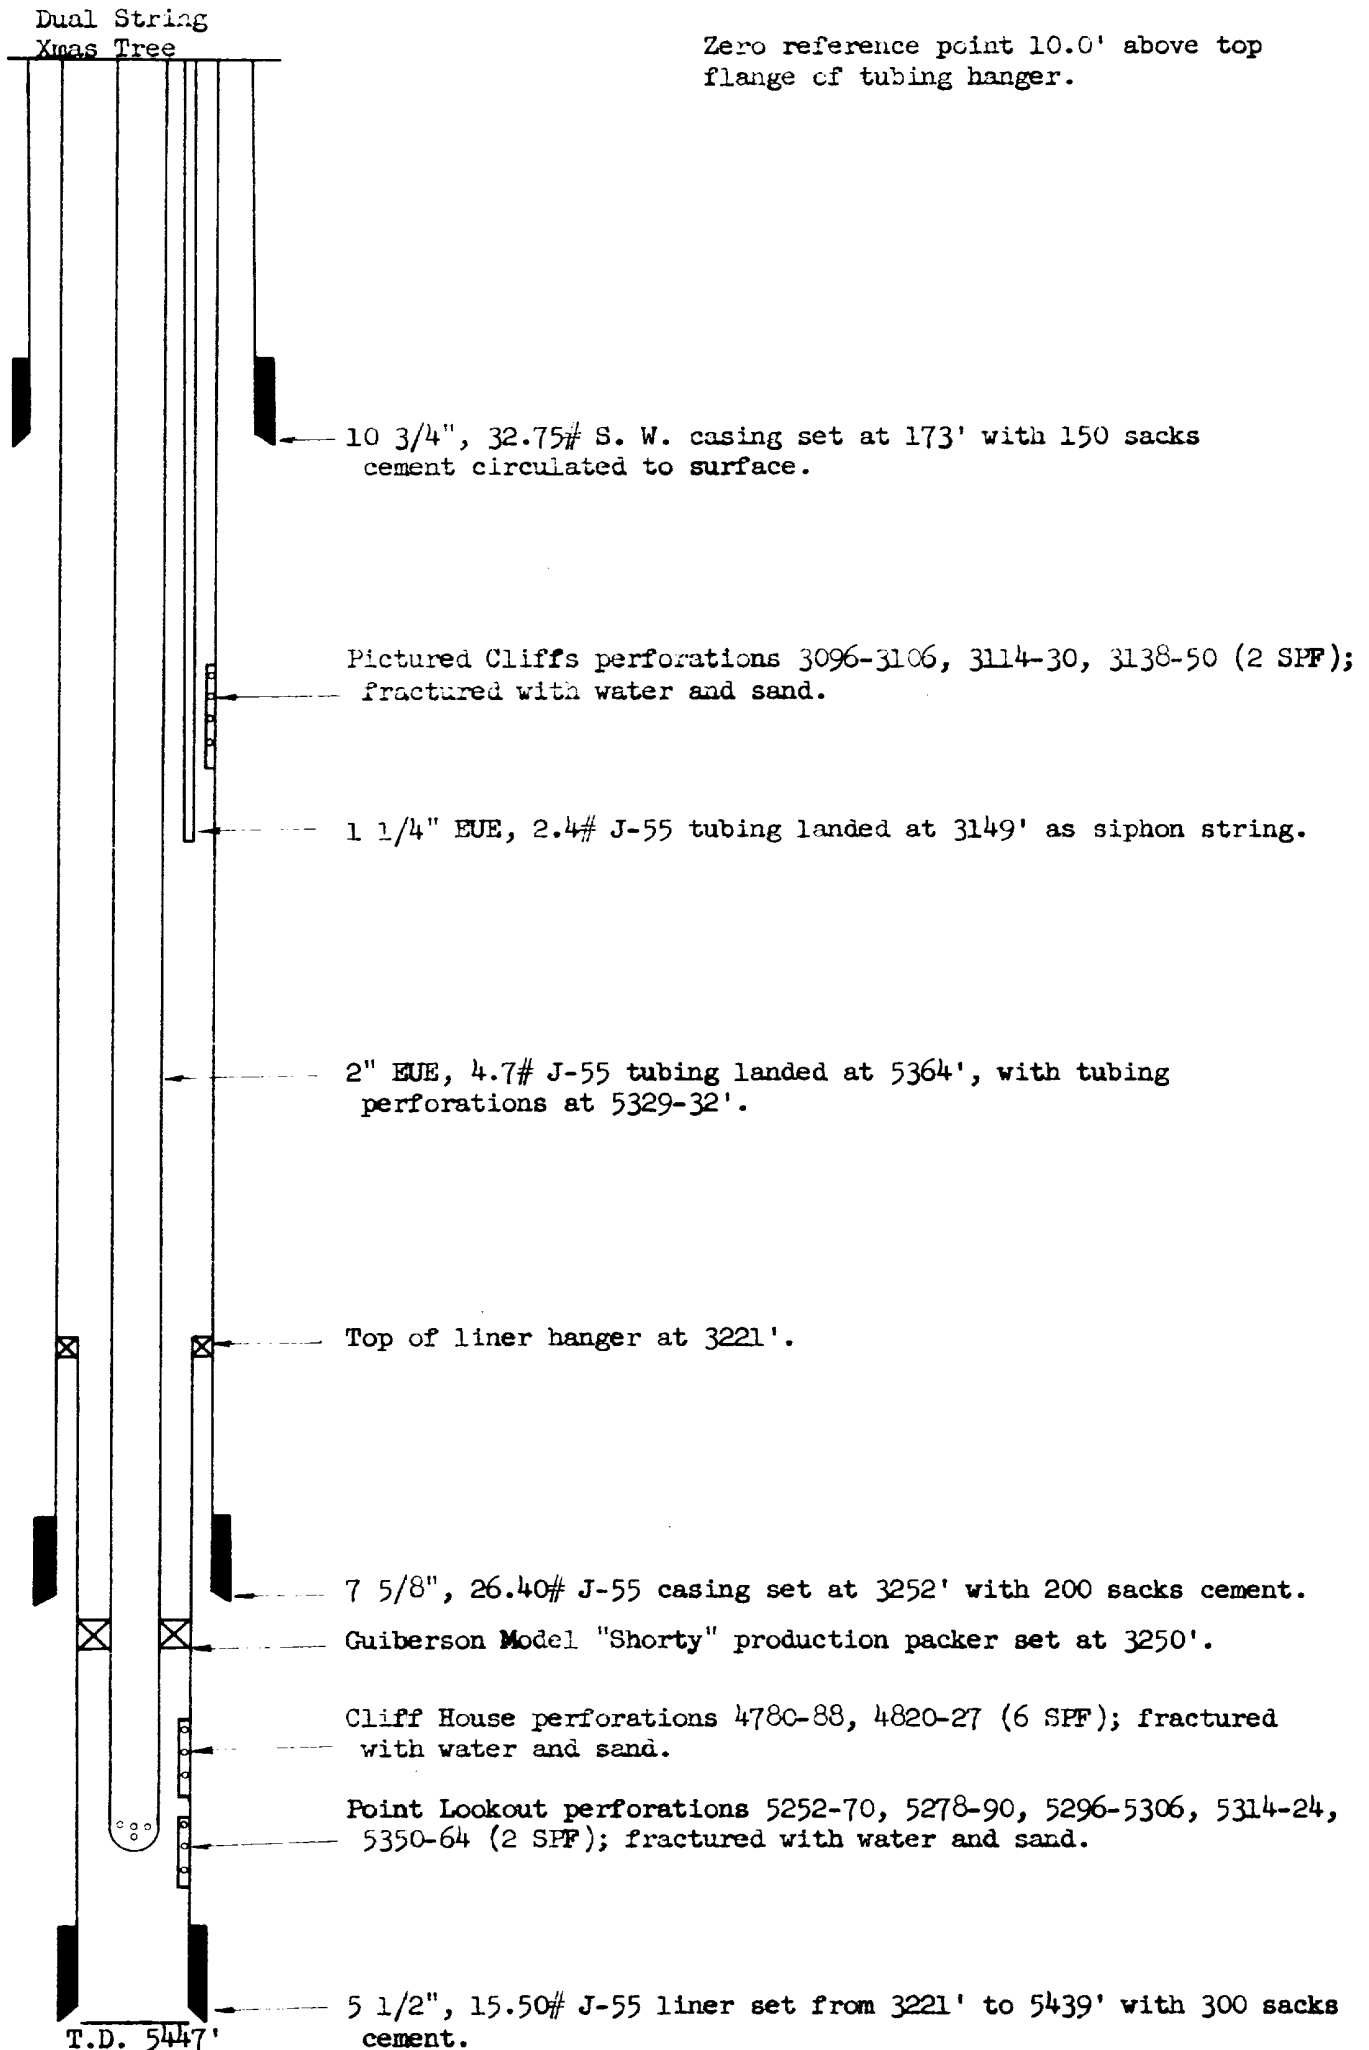 Dual String
Xmas Tree
Zero reference point 10.0' above top
flange of tubing hanger.
10 3/4", 32.75# S. W. casing set at 173' with 150 sacks
cement circulated to surface.
Pictured Cliffs perforations 3096-3106, 3114-30, 3138-50 (2 SPF);
fractured with water and sand.
1 1/4" EUE, 2.4# J-55 tubing landed at 3149' as siphon string.
2" EUE, 4.7# J-55 tubing landed at 5364', with tubing
perforations at 5329-32'.
Top of liner hanger at 3221'.
7 5/8", 26.40# J-55 casing set at 3252' with 200 sacks cement.
Guiberson Model "Shorty" production packer set at 3250'.
Cliff House perforations 4780-88, 4820-27 (6 SPF); fractured
with water and sand.
Point Lookout perforations 5252-70, 5278-90, 5296-5306, 5314-24,
5350-64 (2 SPF); fractured with water and sand.
5 1/2", 15.50# J-55 liner set from 3221' to 5439' with 300 sacks
cement.
T.D. 5447'